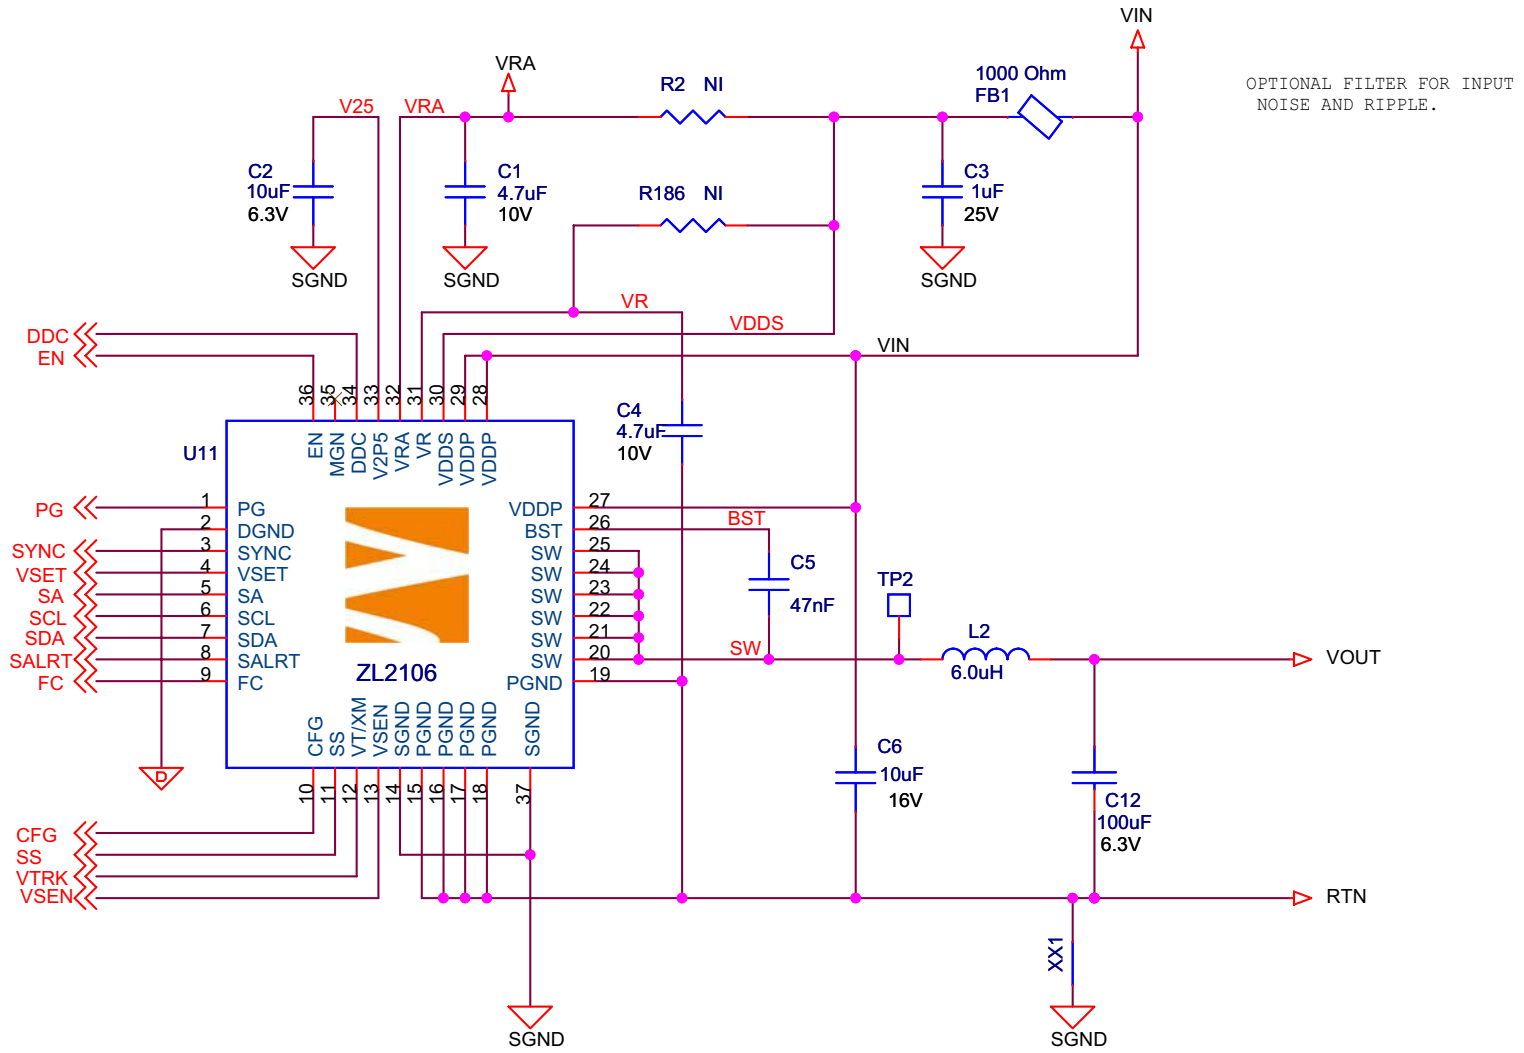 VIN
OPTIONAL FILTER FOR INPUT
NOISE AND RIPPLE.
1000 Ohm
FB1
VRA
R2 NI
V25
VRA
C2
10uF
6.3V
C1
4.7uF
10V
R186 NI
C3
1uF
25V
SGND
SGND
SGND
VR
VDDS
VIN
DDC
EN
36
35
34
33
32
31
30
29
28
U11
EN
MGN
DDC
V2P5
VRA
VR
VDDS
VDDP
VDDP
C4
4.7uF
10V
PG
SYNC
VSET
SA
SCL
SDA
SALRT
FC
1
2
3
4
5
6
7
8
9
PG
DGND
SYNC
VSET
SA
SCL
SDA
SALRT
FC
ZL2106
VDDP
BST
SW
SW
SW
SW
SW
SW
PGND
27
26
25
24
23
22
21
20
19
BST
C5
47nF
SW
TP2
L2
6.0uH
VOUT
CFG
SS
VT/XM
VSEN
SGND
PGND
PGND
PGND
PGND
SGND
10
11
12
13
14
15
16
17
18
37
D
CFG
SS
VTRK
VSEN
C6
10uF
16V
C12
100uF
6.3V
RTN
XX1
SGND
SGND